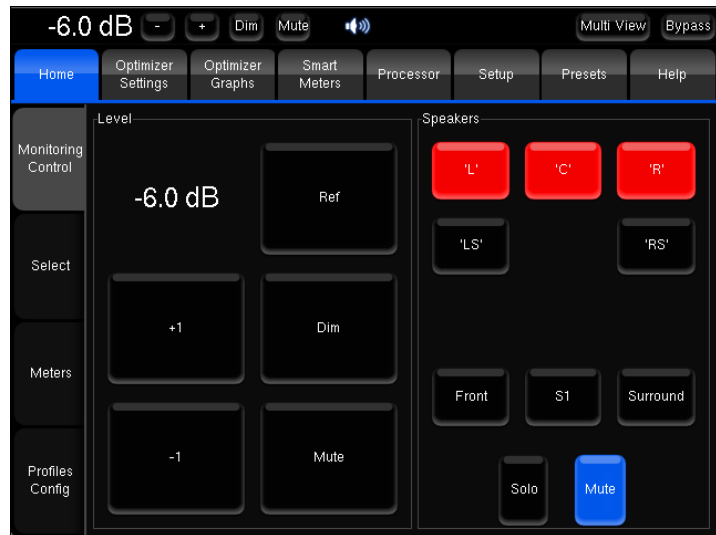 -6.0 dB - + Dim Mute Multi View Bypass
Home Optimizer Settings Optimizer Graphs Smart Meters Processor Setup Presets Help
Monitoring Control
Select
Meters
Profiles Config
Level
-6.0 dB Ref
+1 Dim
-1 Mute
Speakers
'L' 'C' 'R'
'LS' 'RS'
Front S1 Surround
Solo Mute